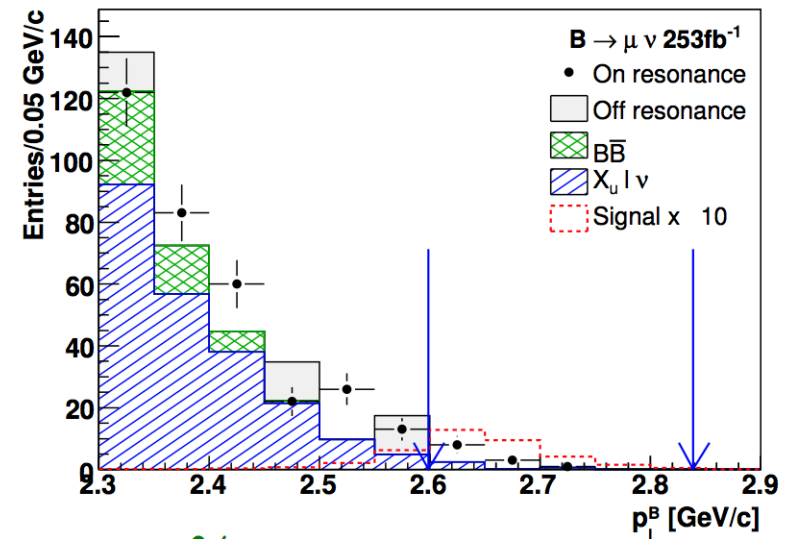 B → μ ν 253fb⁻¹
On resonance
Off resonance
BB̅
Xᵤ l ν
Signal x 10
Entries/0.05 GeV/c
140
120
100
80
60
40
20
0
2.3 2.4 2.5 2.6 2.7 2.8 2.9
pₗᴮ [GeV/c]